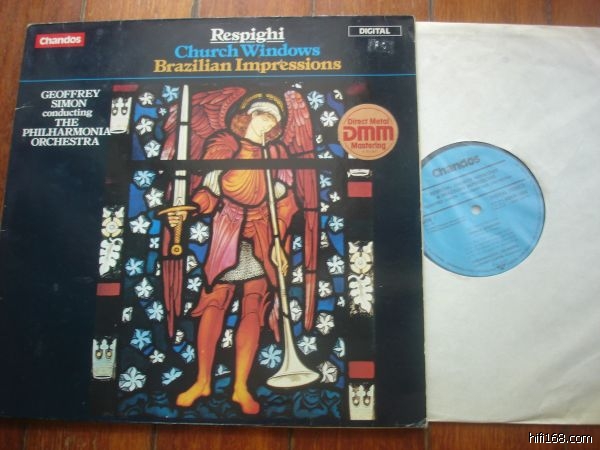 Chandos
Respighi
DIGITAL
Church Windows
Brazilian Impressions
GEOFFREY
SIMON
conducting
THE
PHILHARMONIA
ORCHESTRA
Direct Metal
DMM
Mastering
Chandos
hifi168.com